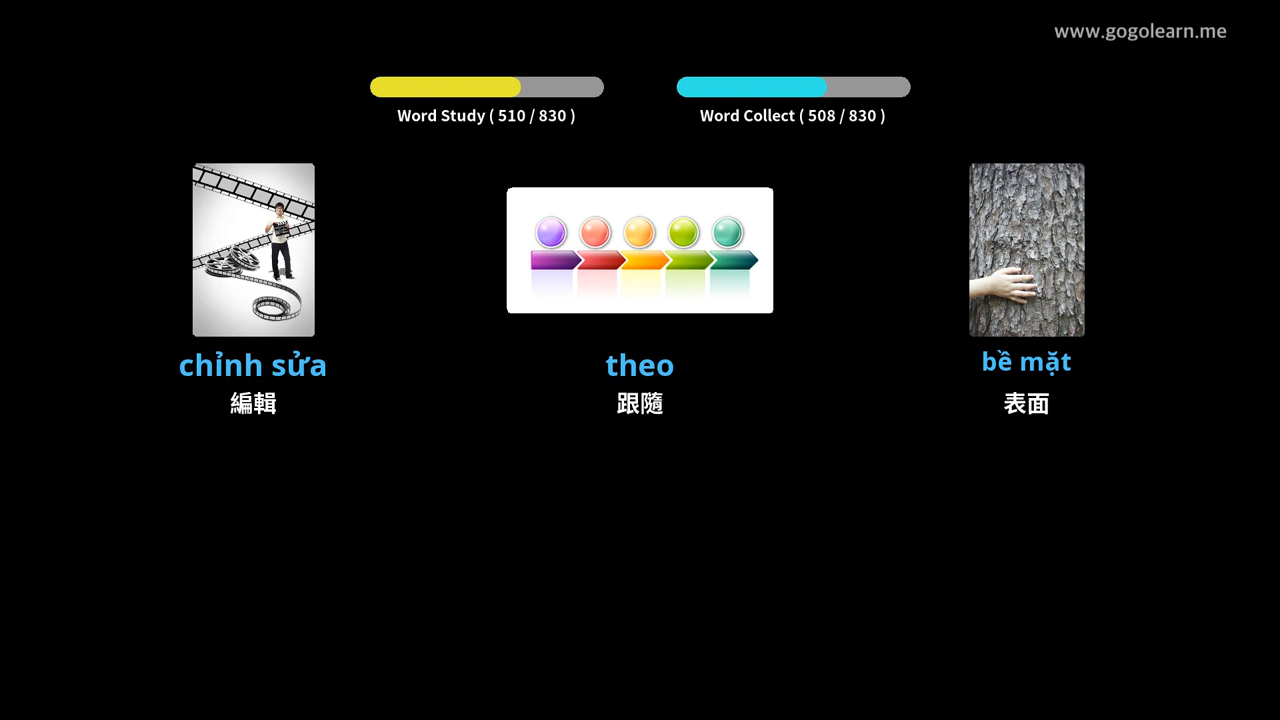 www.gogolearn.me
Word Study ( 510 / 830 )
Word Collect ( 508 / 830 )
chỉnh sửa
編輯
theo
跟隨
bề mặt
表面